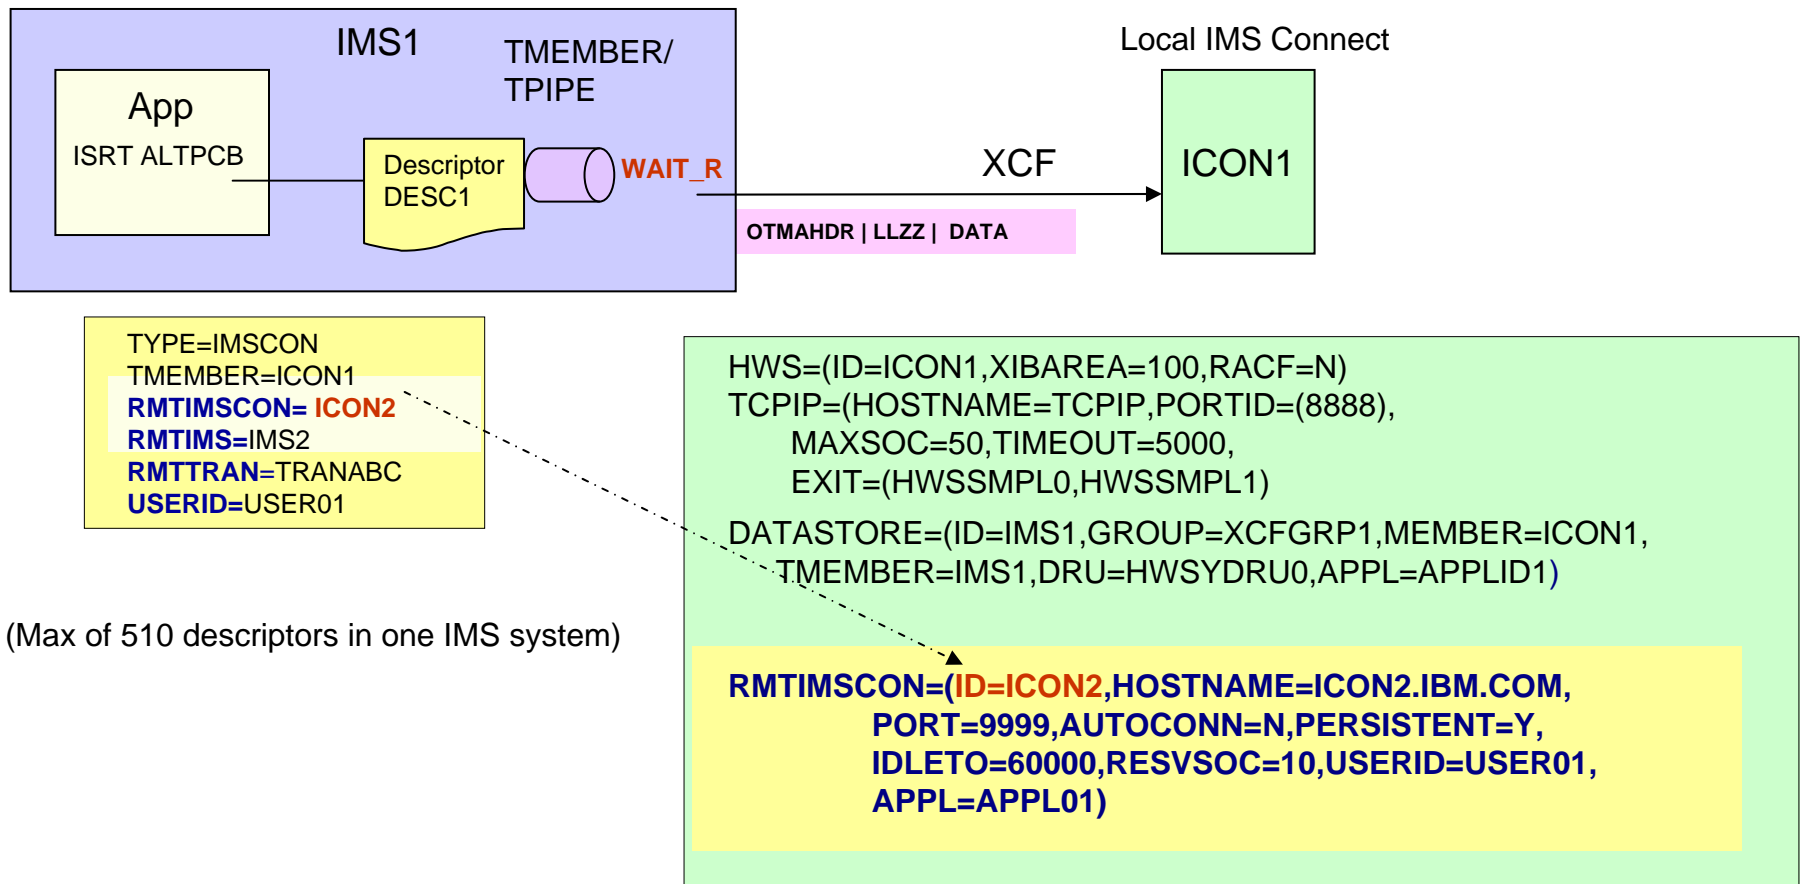 IMS1
TMEMBER/
TPIPE
App
ISRT ALTPCB
Descriptor
DESC1
WAIT_R
XCF
OTMAHDR | LLZZ | DATA
Local IMS Connect
ICON1
TYPE=IMSCON
TMEMBER=ICON1
RMTIMSCON= ICON2
RMTIMS=IMS2
RMTTRAN=TRANABC
USERID=USER01
(Max of 510 descriptors in one IMS system)
HWS=(ID=ICON1,XIBAREA=100,RACF=N)
TCPIP=(HOSTNAME=TCPIP,PORTID=(8888),
MAXSOC=50,TIMEOUT=5000,
EXIT=(HWSSMPL0,HWSSMPL1)
DATASTORE=(ID=IMS1,GROUP=XCFGRP1,MEMBER=ICON1,
TMEMBER=IMS1,DRU=HWSYDRU0,APPL=APPLID1)
RMTIMSCON=(ID=ICON2,HOSTNAME=ICON2.IBM.COM,
PORT=9999,AUTOCONN=N,PERSISTENT=Y,
IDLETO=60000,RESVSOC=10,USERID=USER01,
APPL=APPL01)